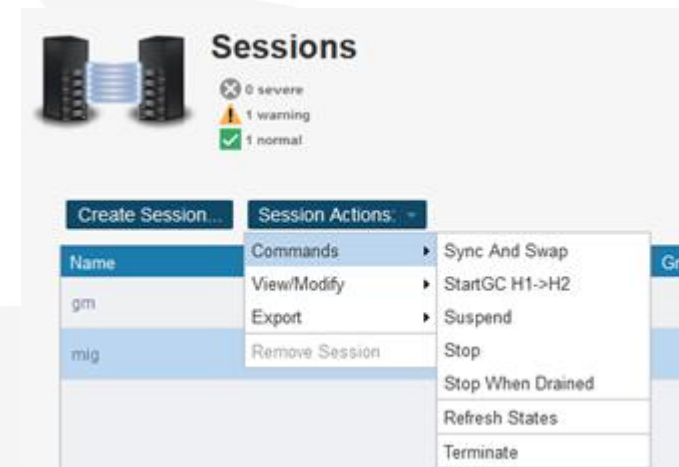 Sessions
0 severe
1 warning
1 normal
Create Session...
Session Actions:
Name
Gr
gm
mig
Commands
View/Modify
Export
Remove Session
Sync And Swap
StartGC H1->H2
Suspend
Stop
Stop When Drained
Refresh States
Terminate